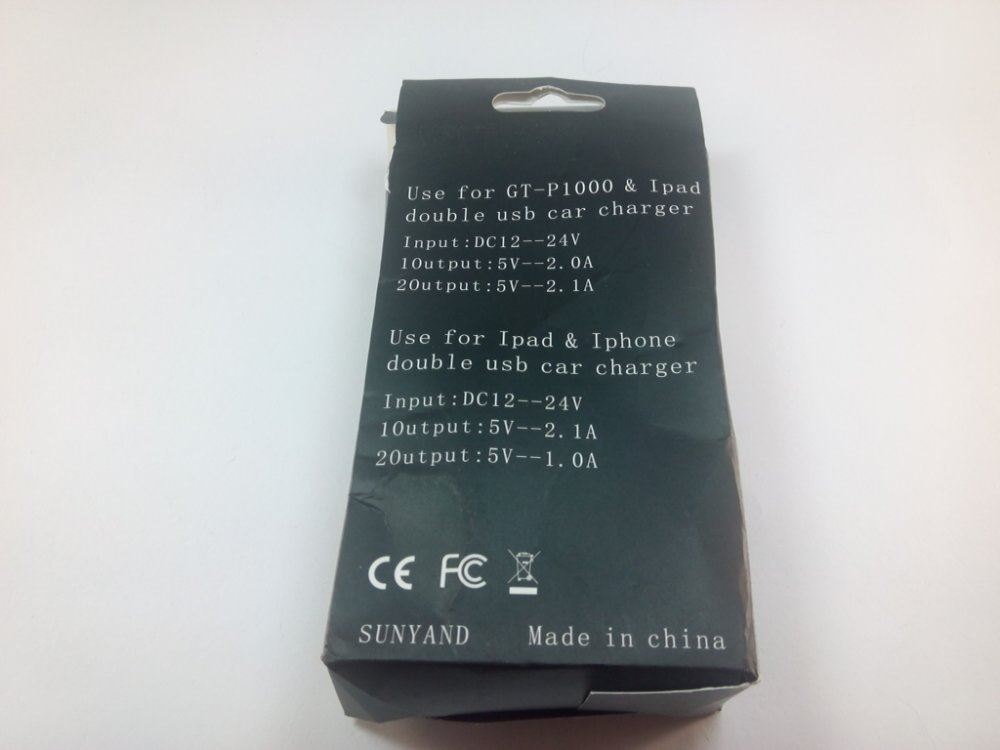 Use for GT-P1000 & Ipad
double usb car charger
Input:DC12--24V
1Output:5V--2.0A
2Output:5V--2.1A
Use for Ipad & Iphone
double usb car charger
Input:DC12--24V
1Output:5V--2.1A
2Output:5V--1.0A
CE FC
SUNYAND Made in china